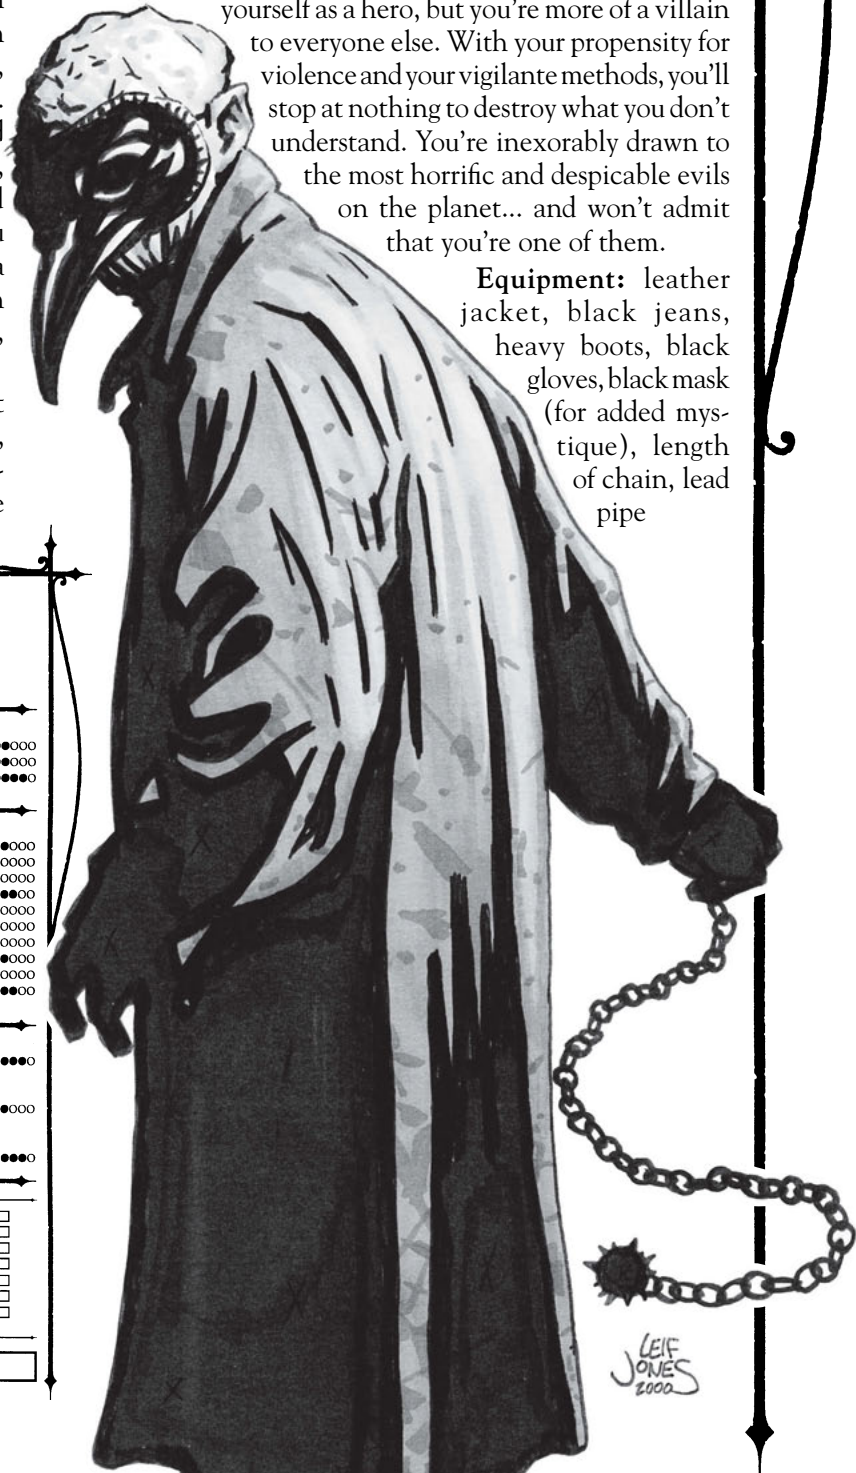 yourself as a hero, but you’re more of a villain
to everyone else. With your propensity for
violence and your vigilante methods, you’ll
stop at nothing to destroy what you don’t
understand. You’re inexorably drawn to
the most horrific and despicable evils
on the planet... and won’t admit
that you’re one of them.
Equipment: leather
jacket, black jeans,
heavy boots, black
gloves, black mask
(for added mys-
tique), length
of chain, lead
pipe
LEIF
JONES
2000